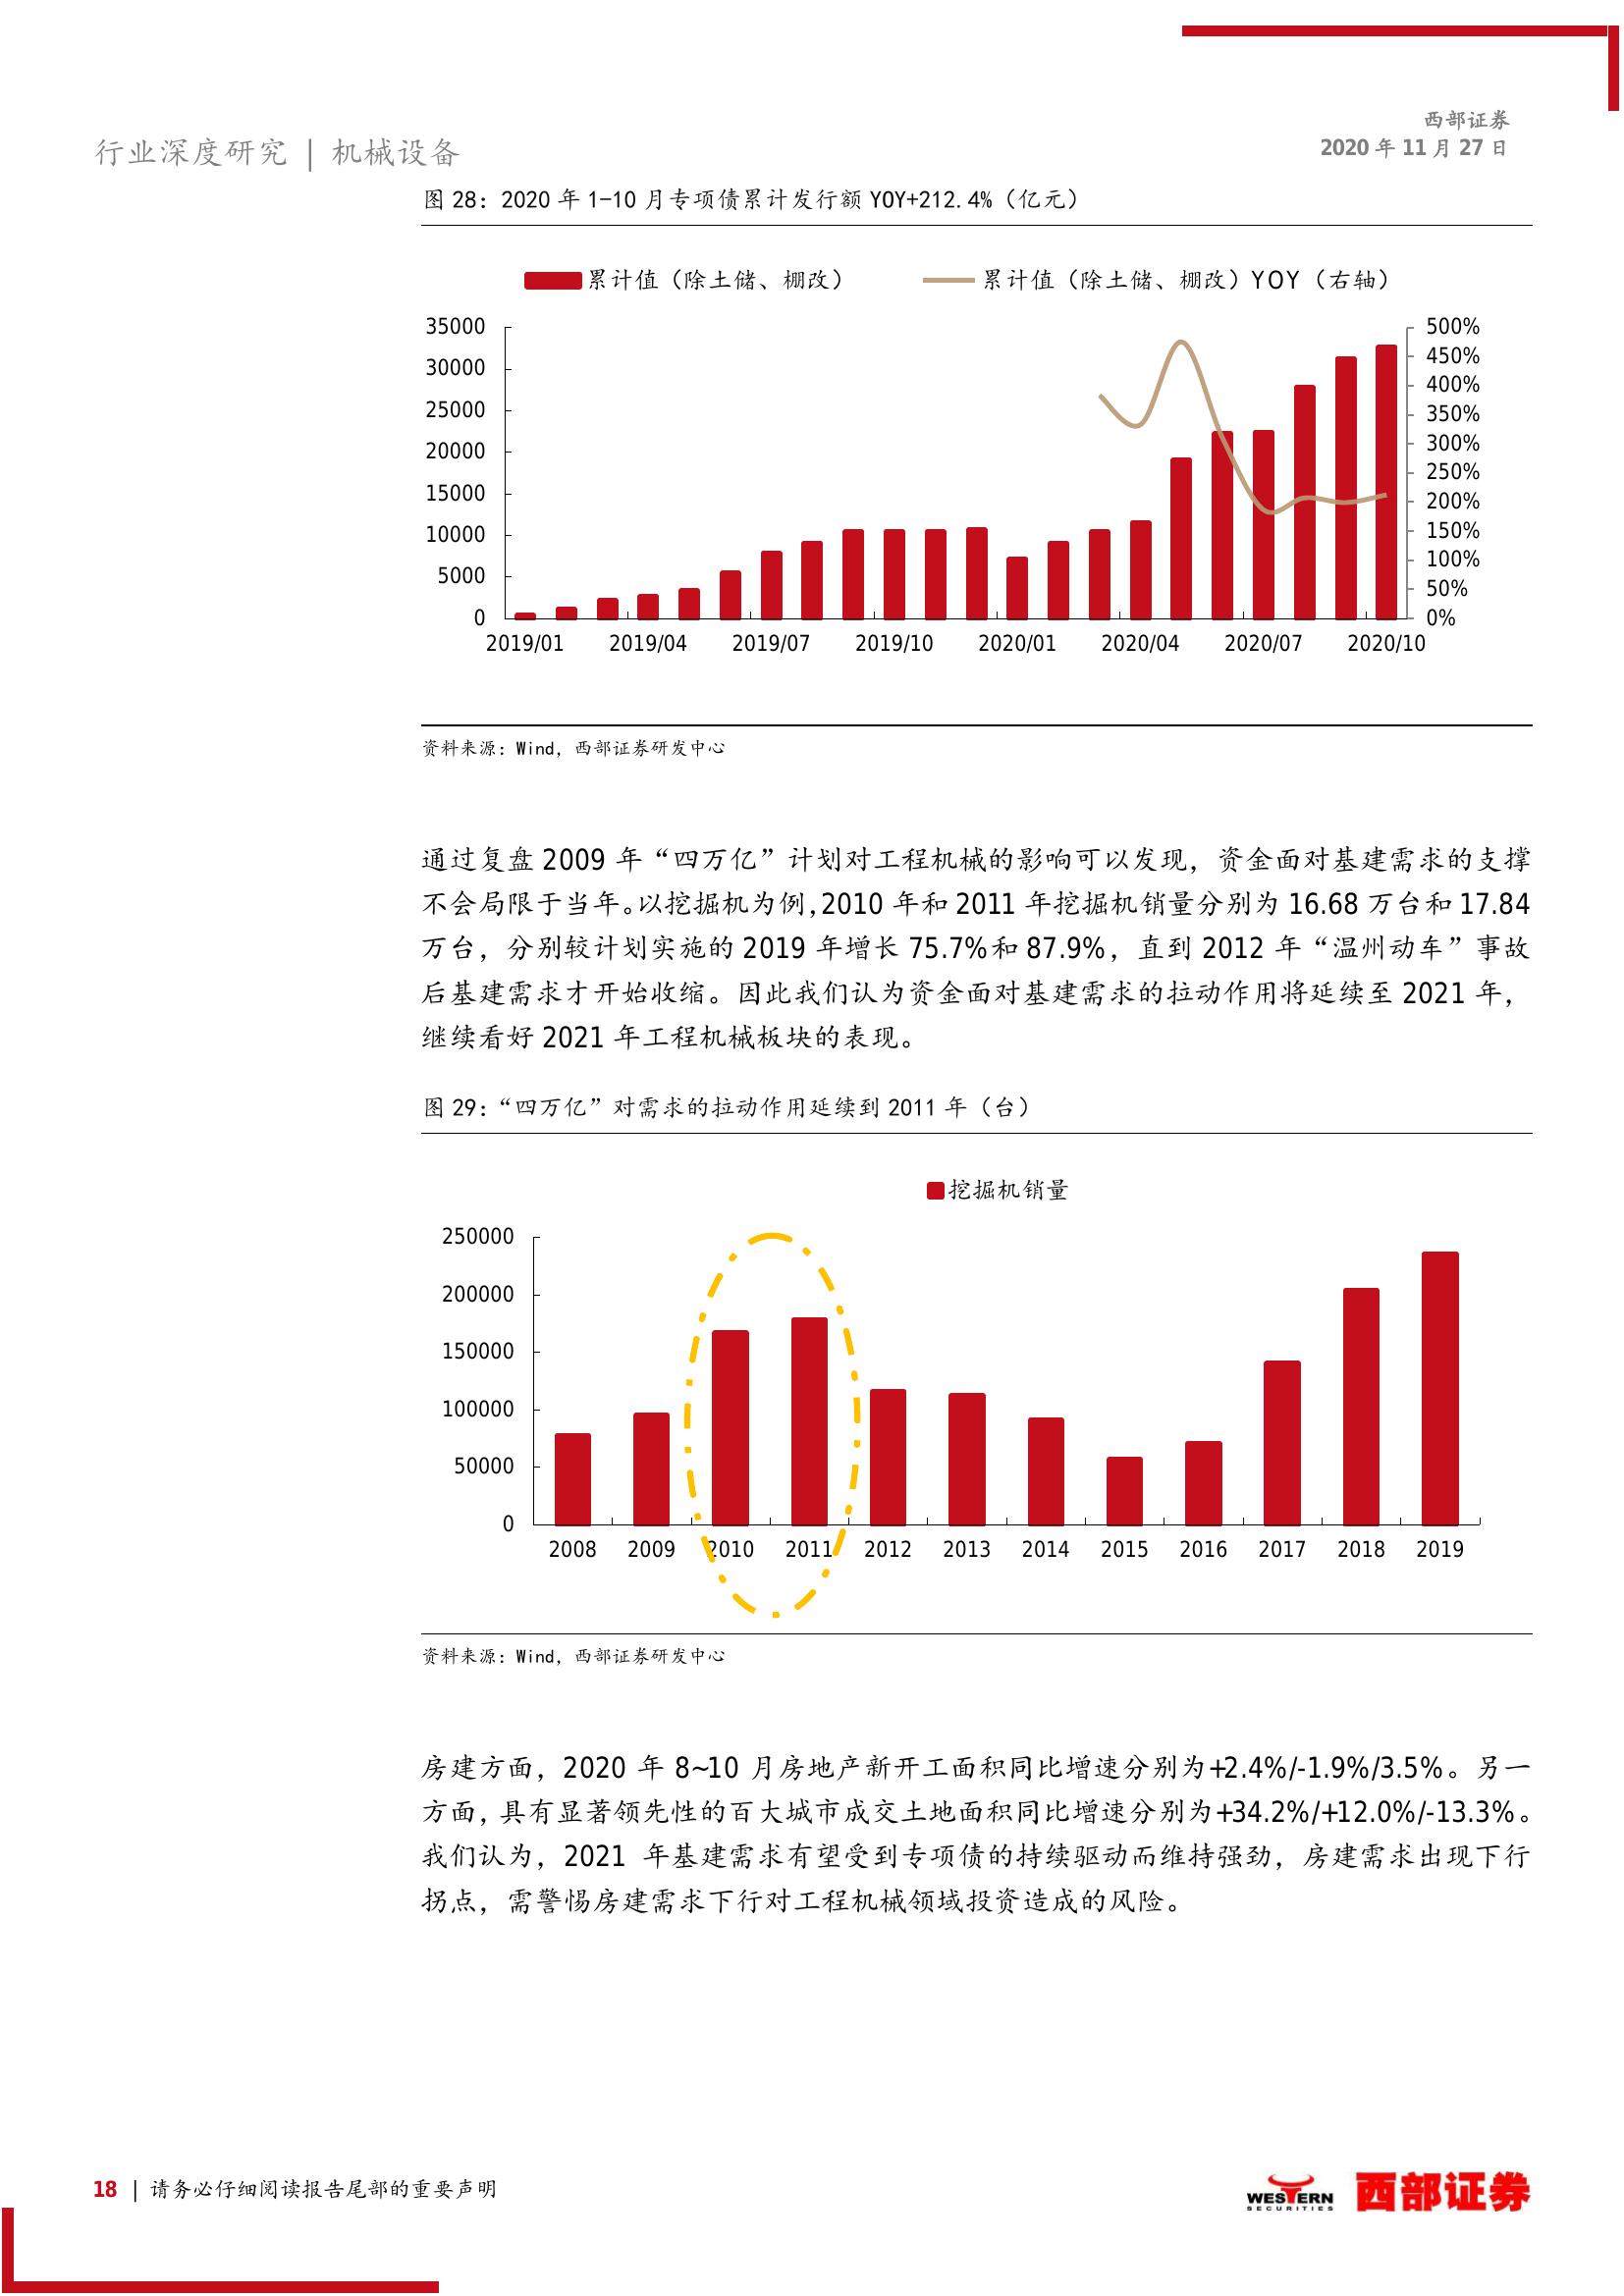 西部证券
行业深度研究 | 机械设备
2020 年 11 月 27 日
图 28：2020 年 1-10 月专项债累计发行额 YOY+212.4%（亿元）
累计值（除土储、棚改） 累计值（除土储、棚改）YOY（右轴）
35000 500%
30000 450%
25000 400%
20000 350%
15000 300%
10000 250%
5000 200%
0 150%
100%
50%
0%
2019/01 2019/04 2019/07 2019/10 2020/01 2020/04 2020/07 2020/10
资料来源：Wind，西部证券研发中心
通过复盘 2009 年“四万亿”计划对工程机械的影响可以发现，资金面对基建需求的支撑
不会局限于当年。以挖掘机为例，2010 年和 2011 年挖掘机销量分别为 16.68 万台和 17.84
万台，分别较计划实施的 2019 年增长 75.7%和 87.9%，直到 2012 年“温州动车”事故
后基建需求才开始收缩。因此我们认为资金面对基建需求的拉动作用将延续至 2021 年，
继续看好 2021 年工程机械板块的表现。
图 29：“四万亿”对需求的拉动作用延续到 2011 年（台）
挖掘机销量
250000
200000
150000
100000
50000
0
2008 2009 2010 2011 2012 2013 2014 2015 2016 2017 2018 2019
资料来源：Wind，西部证券研发中心
房建方面，2020 年 8~10 月房地产新开工面积同比增速分别为+2.4%/-1.9%/3.5%。另一
方面，具有显著领先性的百大城市成交土地面积同比增速分别为+34.2%/+12.0%/-13.3%。
我们认为，2021 年基建需求有望受到专项债的持续驱动而维持强劲，房建需求出现下行
拐点，需警惕房建需求下行对工程机械领域投资造成的风险。
18 | 请务必仔细阅读报告尾部的重要声明
WESTERN
SECURITIES
西部证券